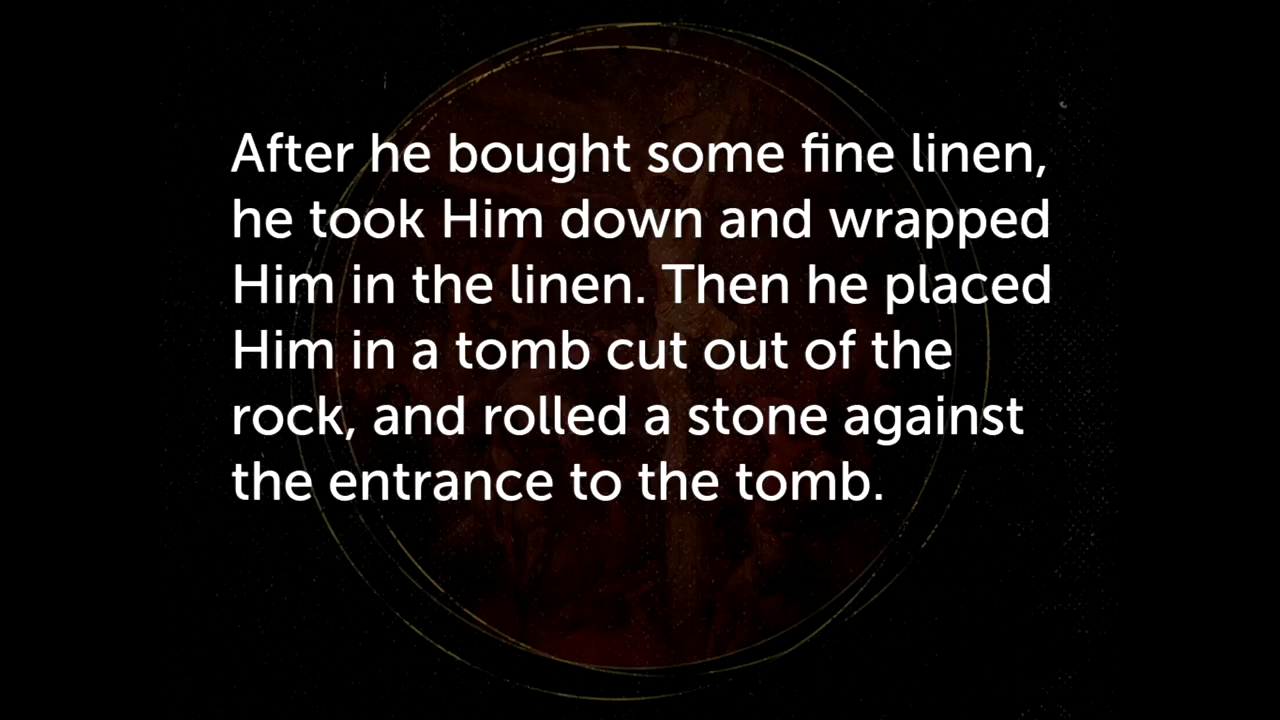 After he bought some fine linen,
he took Him down and wrapped
Him in the linen. Then he placed
Him in a tomb cut out of the
rock, and rolled a stone against
the entrance to the tomb.